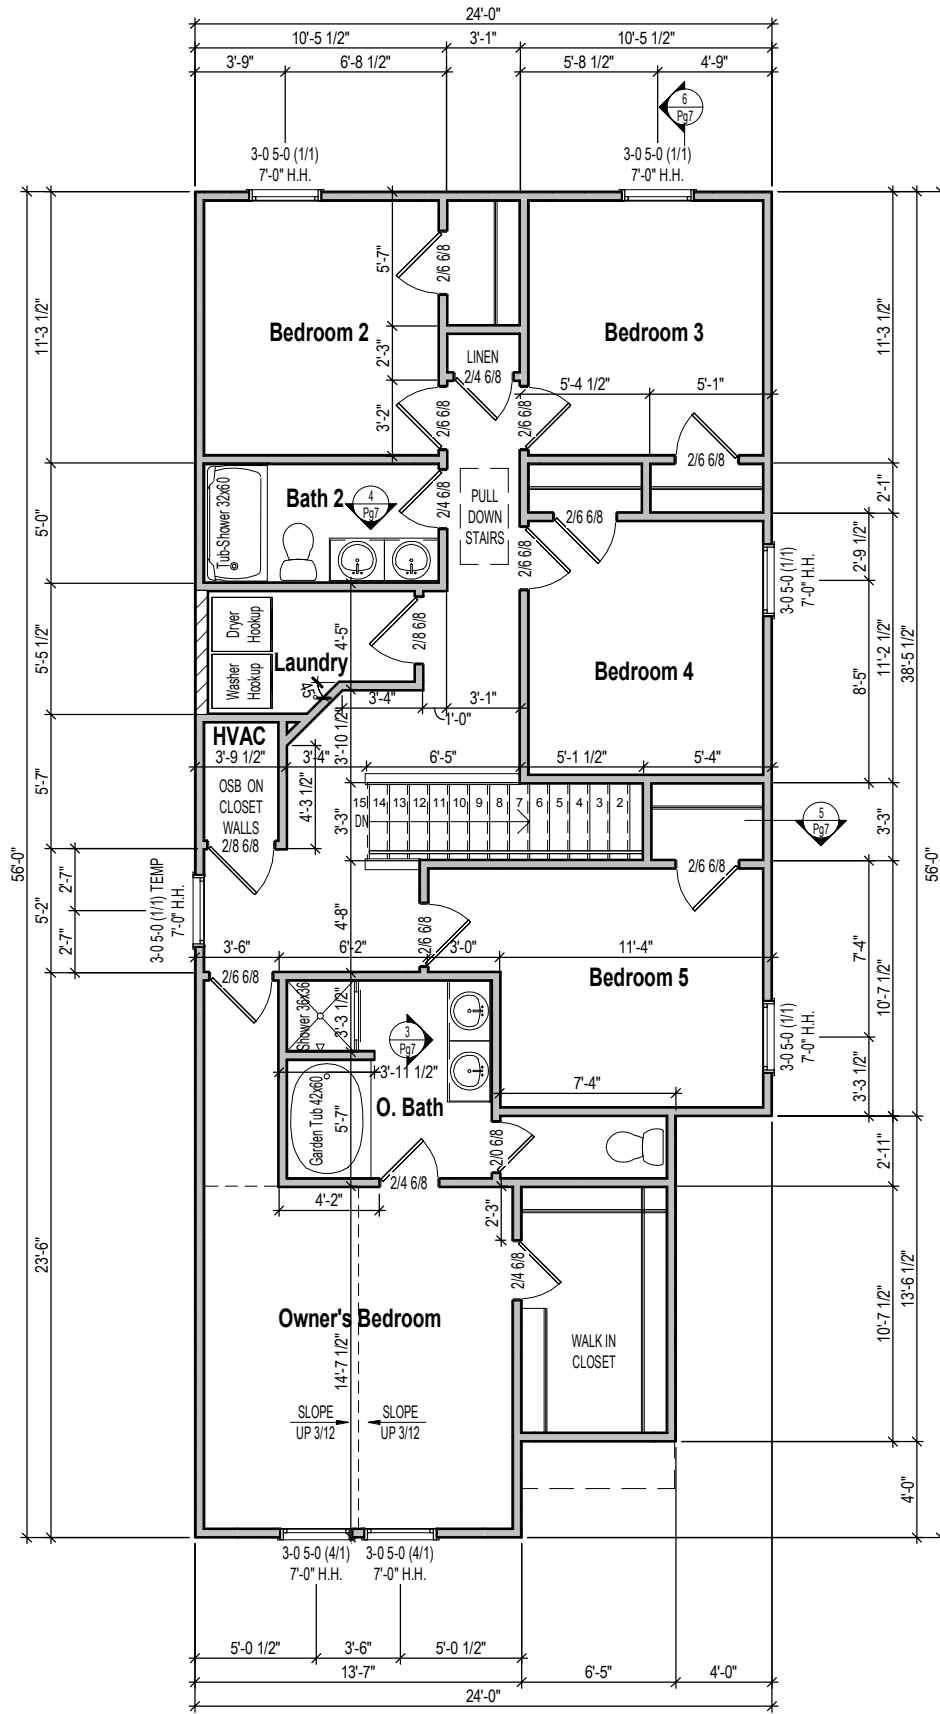 24'-0"
10'-5 1/2" 3'-1" 10'-5 1/2"
3'-9" 6'-8 1/2" 5'-8 1/2" 4'-9"
6
Pg7
3-0 5-0 (1/1)
7'-0" H.H.
3-0 5-0 (1/1)
7'-0" H.H.
5'-7"
2/6 6/8
11'-3 1/2"
11'-3 1/2"
Bedroom 2
Bedroom 3
LINEN
2/4 6/8
2'-3"
5'-4 1/2" 5'-1"
3'-2"
2/6 6/8
2/6 6/8
2/6 6/8
Tub-Shower 32x60
Bath 2
4
Pg7
2/4 6/8
PULL
DOWN
STAIRS
2/6 6/8
2'-1"
5'-0"
2/6 6/8
2'-9 1/2"
3-0 5-0 (1/1)
7'-0" H.H.
Dryer
Hookup
Washer
Hookup
Laundry
45°
4'-5"
2/8 6/8
5'-5 1/2"
Bedroom 4
8'-5"
11'-2 1/2"
38'-5 1/2"
3'-4" 3'-1"
1'-0"
HVAC
3'-10 1/2"
3'-9 1/2" 3'-4" 6'-5" 5'-1 1/2" 5'-4"
OSB ON
CLOSET
WALLS
2/8 6/8
4'-3 1/2"
5'-7"
15 14 13 12 11 10 9 8 7 6 5 4 3 2
DN
3'-3"
3'-3"
5
Pg7
2/6 6/8
56'-0"
56'-0"
2'-7"
5'-2"
2'-7"
3-0 5-0 (1/1) TEMP
7'-0" H.H.
4'-8"
2/6 6/8
3'-6" 6'-2" 3'-0" 11'-4"
7'-4"
10'-7 1/2"
2/6 6/8
Bedroom 5
Shower 36x36
3'-3 1/2"
3
Pg7
3'-11 1/2"
3-0 5-0 (1/1)
7'-0" H.H.
3'-3 1/2"
7'-4"
Garden Tub 42x60
5'-7"
O. Bath
2/0 6/8
2'-11"
2/4 6/8
4'-2"
2'-3"
2/4 6/8
23'-6"
Owner's Bedroom
14'-7 1/2"
WALK IN
CLOSET
10'-7 1/2"
13'-6 1/2"
SLOPE
UP 3/12
SLOPE
UP 3/12
4'-0"
3-0 5-0 (4/1) 3-0 5-0 (4/1)
7'-0" H.H. 7'-0" H.H.
5'-0 1/2" 3'-6" 5'-0 1/2"
13'-7" 6'-5" 4'-0"
24'-0"